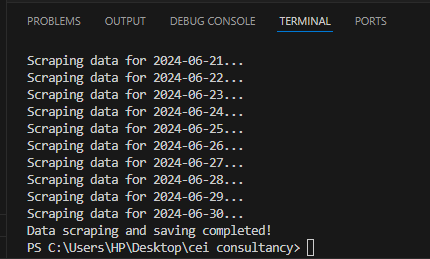 PROBLEMS OUTPUT DEBUG CONSOLE TERMINAL PORTS
Scraping data for 2024-06-21...
Scraping data for 2024-06-22...
Scraping data for 2024-06-23...
Scraping data for 2024-06-24...
Scraping data for 2024-06-25...
Scraping data for 2024-06-26...
Scraping data for 2024-06-27...
Scraping data for 2024-06-28...
Scraping data for 2024-06-29...
Scraping data for 2024-06-30...
Data scraping and saving completed!
PS C:\Users\HP\Desktop\cei consultancy>